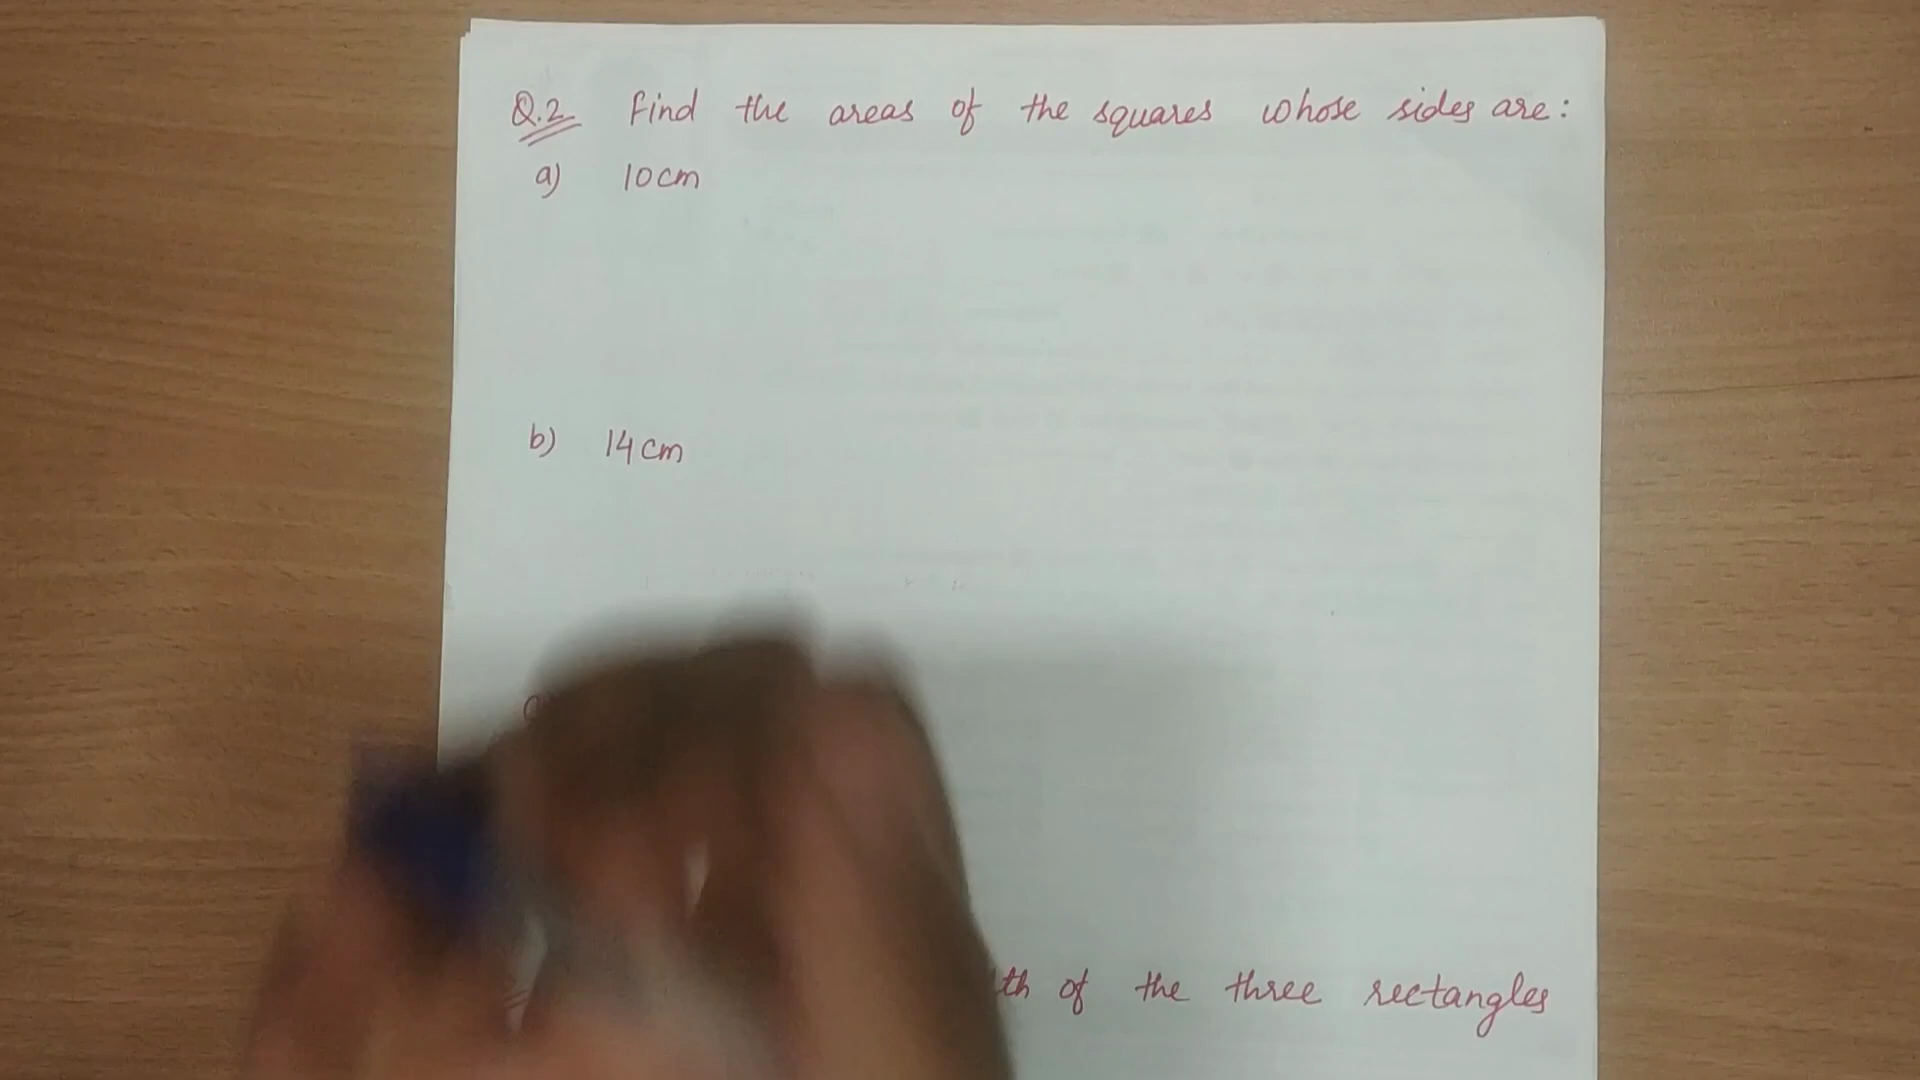 Q.2 Find the areas of the squares whose sides are:
a) 10cm
b) 14cm
of the three rectangles